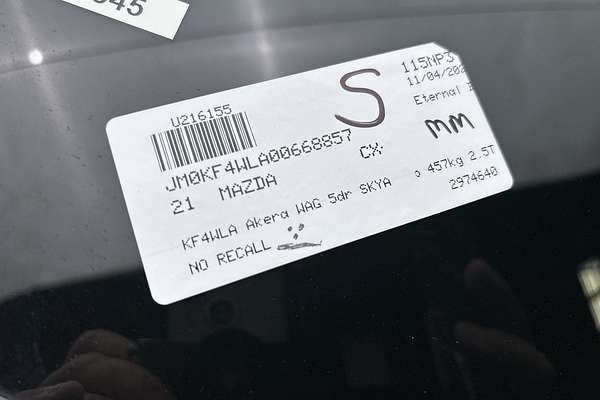 45
U216155
S
115NP3
11/04/202
JM0KF4WLA00668857
CX-
Eternal
21 MAZDA
MM
KF4WLA Akera WAG 5dr SKYA
457kg 2.5T
NO RECALL
2974640